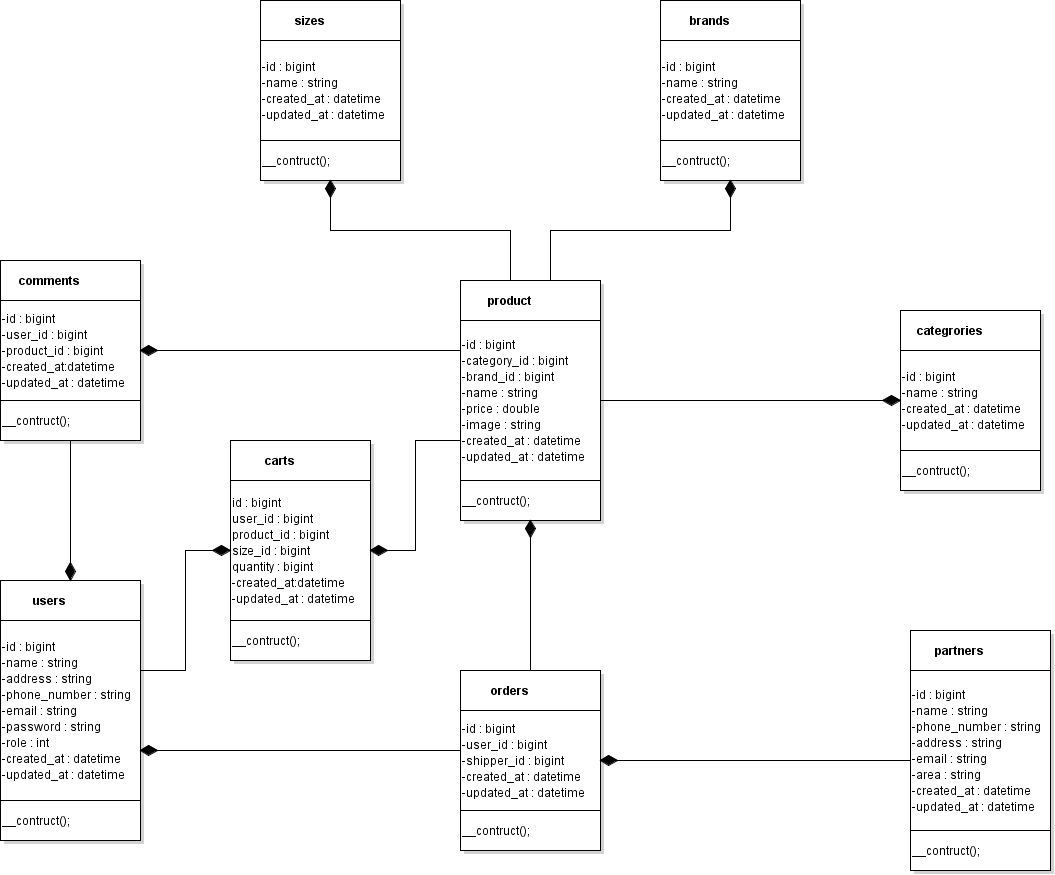 sizes
-id : bigint
-name : string
-created_at : datetime
-updated_at : datetime
__contruct();
brands
-id : bigint
-name : string
-created_at : datetime
-updated_at : datetime
__contruct();
comments
-id : bigint
-user_id : bigint
-product_id : bigint
-created_at:datetime
-updated_at : datetime
__contruct();
product
-id : bigint
-category_id : bigint
-brand_id : bigint
-name : string
-price : double
-image : string
-created_at : datetime
-updated_at : datetime
__contruct();
categrories
-id : bigint
-name : string
-created_at : datetime
-updated_at : datetime
__contruct();
carts
id : bigint
user_id : bigint
product_id : bigint
size_id : bigint
quantity : bigint
-created_at:datetime
-updated_at : datetime
__contruct();
users
-id : bigint
-name : string
-address : string
-phone_number : string
-email : string
-password : string
-role : int
-created_at : datetime
-updated_at : datetime
__contruct();
orders
-id : bigint
-user_id : bigint
-shipper_id : bigint
-created_at : datetime
-updated_at : datetime
__contruct();
partners
-id : bigint
-name : string
-phone_number : string
-address : string
-email : string
-area : string
-created_at : datetime
-updated_at : datetime
__contruct();